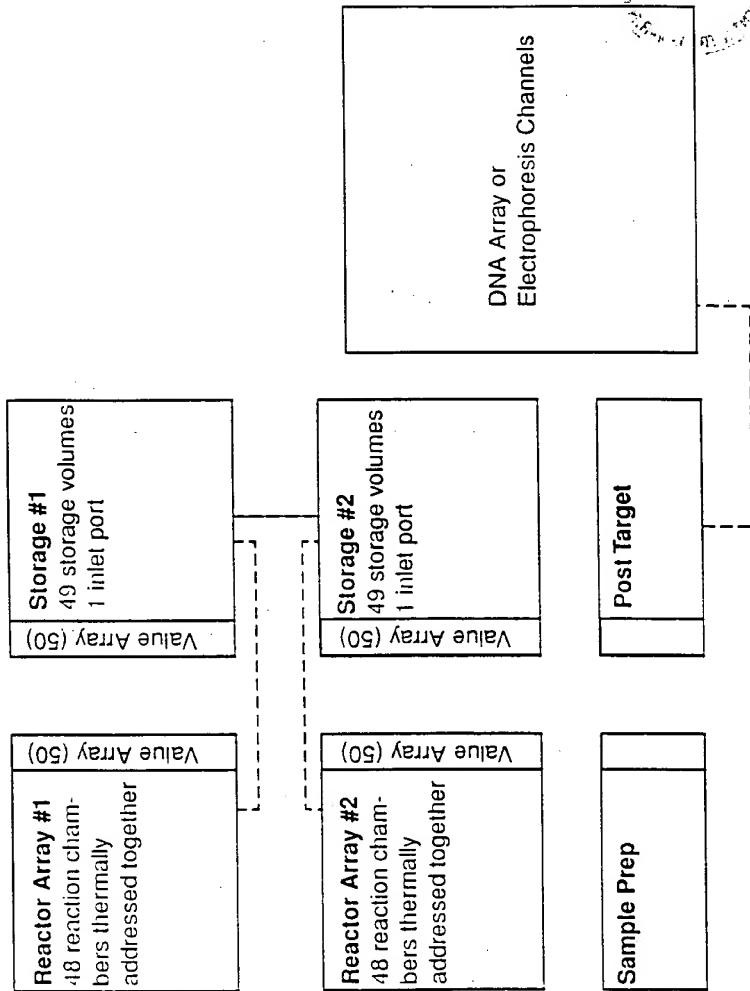 Reactor Array #1
48 reaction cham-
bers thermally
addressed together
Value Array (50)
Value Array (50)
Storage #1
49 storage volumes
1 inlet port
Reactor Array #2
48 reaction cham-
bers thermally
addressed together
Value Array (50)
Value Array (50)
Storage #2
49 storage volumes
1 inlet port
Sample Prep
Post Target
DNA Array or
Electrophoresis Channels